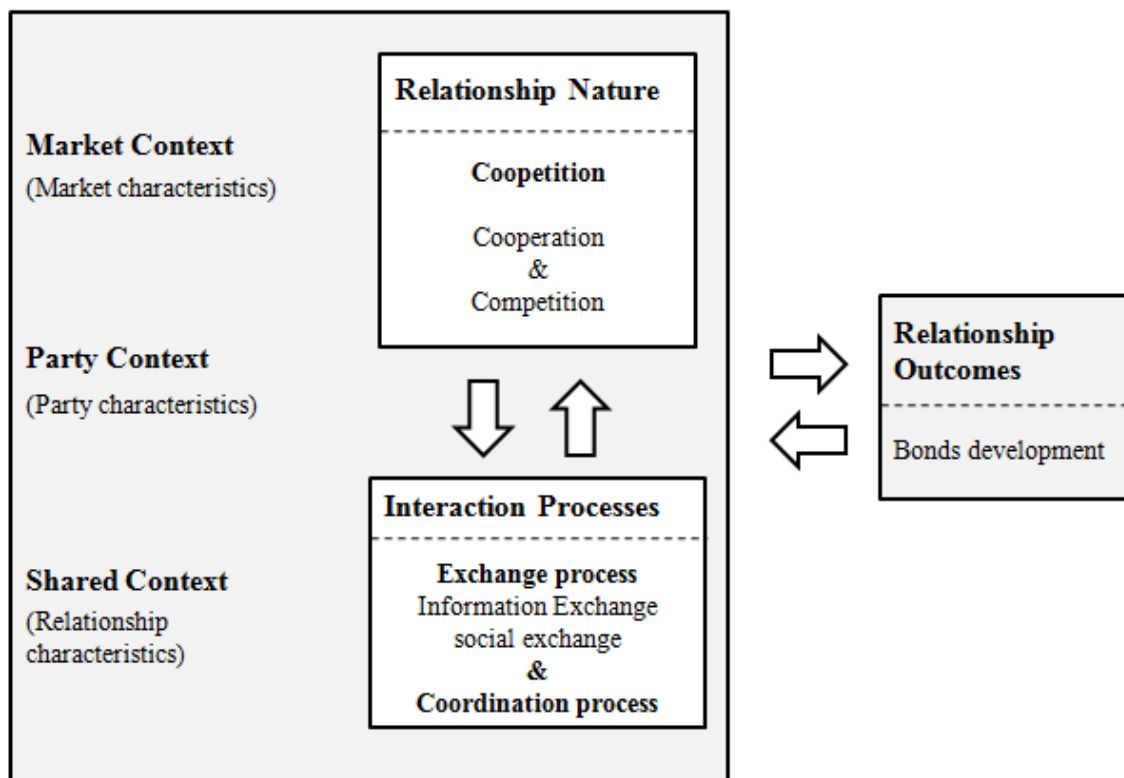 Market Context
(Market characteristics)
Party Context
(Party characteristics)
Shared Context
(Relationship
characteristics)
Relationship Nature
Coopetition
Cooperation
&
Competition
Interaction Processes
Exchange process
Information Exchange
social exchange
&
Coordination process
Relationship
Outcomes
Bonds development